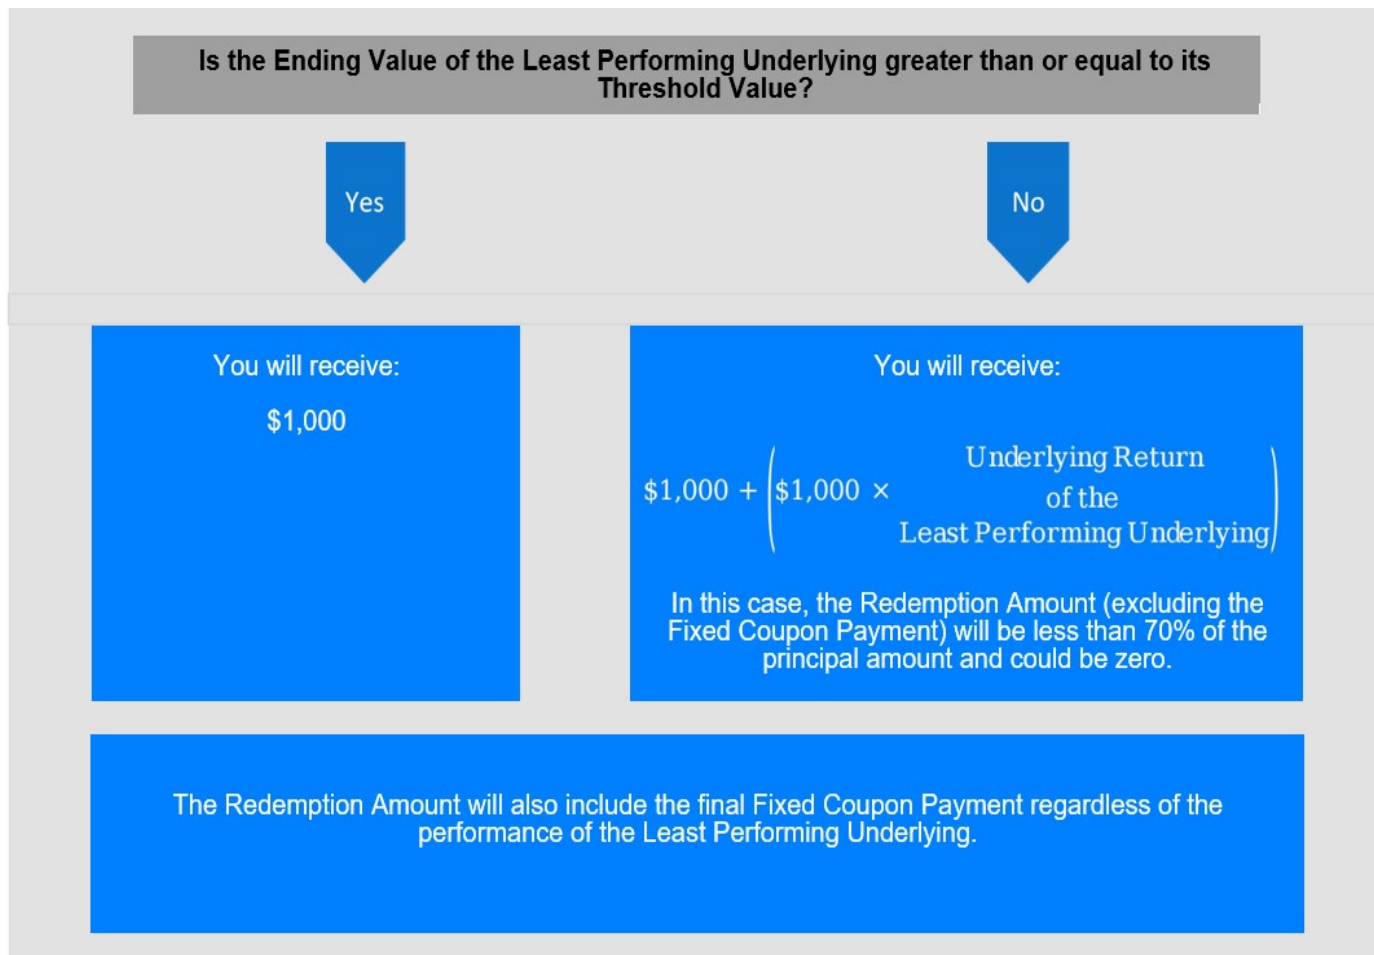 Is the Ending Value of the Least Performing Underlying greater than or equal to its
Threshold Value?
Yes
No
You will receive:
$1,000
You will receive:
$1,000 + ($1,000 × Underlying Return
of the
Least Performing Underlying)
In this case, the Redemption Amount (excluding the
Fixed Coupon Payment) will be less than 70% of the
principal amount and could be zero.
The Redemption Amount will also include the final Fixed Coupon Payment regardless of the
performance of the Least Performing Underlying.